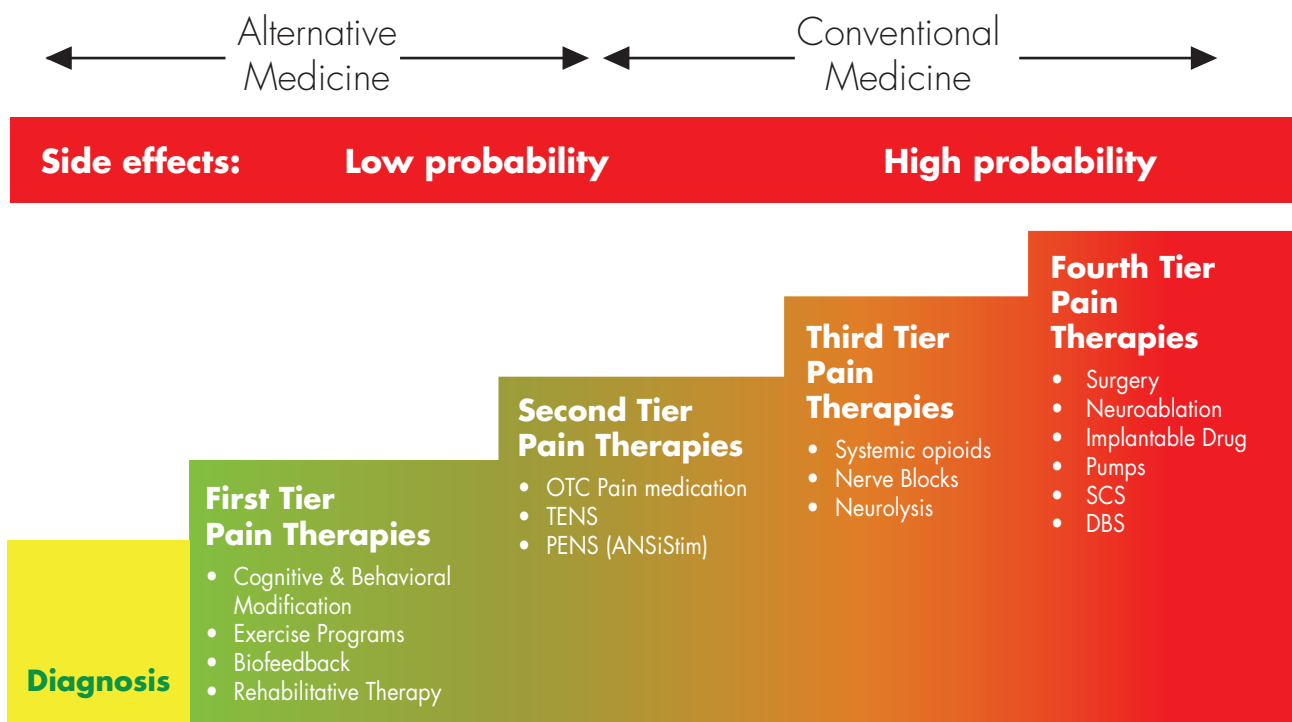 Alternative
Medicine
Conventional
Medicine
Side effects: Low probability High probability
Diagnosis
First Tier
Pain Therapies
• Cognitive & Behavioral
Modification
• Exercise Programs
• Biofeedback
• Rehabilitative Therapy
Second Tier
Pain Therapies
• OTC Pain medication
• TENS
• PENS (ANSiStim)
Third Tier
Pain
Therapies
• Systemic opioids
• Nerve Blocks
• Neurolysis
Fourth Tier
Pain
Therapies
• Surgery
• Neuroablation
• Implantable Drug
• Pumps
• SCS
• DBS